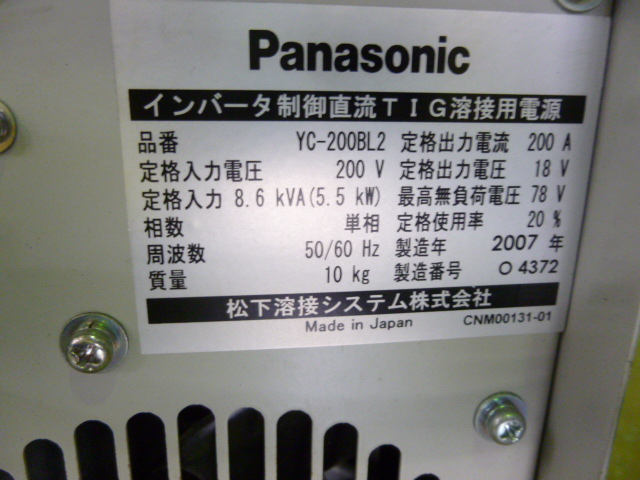 Panasonic
インバータ制御直流TIG溶接用電源
品番 YC-200BL2 定格出力電流 200 A
定格入力電圧 200 V 定格出力電圧 18 V
定格入力 8.6 kVA(5.5 kW) 最高無負荷電圧 78 V
相数 単相 定格使用率 20 %
周波数 50/60 Hz 製造年 2007 年
質量 10 kg 製造番号 O 4372
松下溶接システム株式会社
Made in Japan CNM00131-01